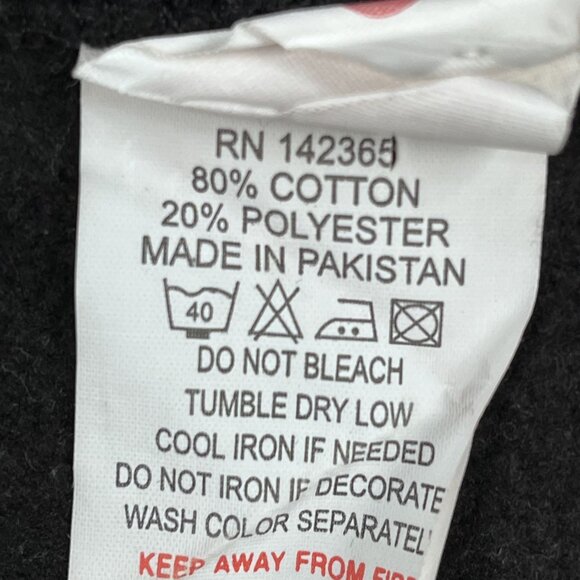 RN 142365
80% COTTON
20% POLYESTER
MADE IN PAKISTAN
40
DO NOT BLEACH
TUMBLE DRY LOW
COOL IRON IF NEEDED
DO NOT IRON IF DECORATE
WASH COLOR SEPARATEL
KEEP AWAY FROM FIRE